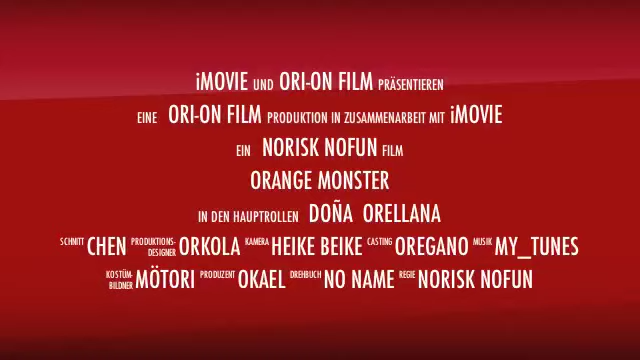 iMOVIE UND ORI-ON FILM PRÄSENTIEREN
EINE ORI-ON FILM PRODUKTION IN ZUSAMMENARBEIT MIT iMOVIE
EIN NORISK NOFUN FILM
ORANGE MONSTER
IN DEN HAUPTROLLEN DOÑA ORELLANA
SCHNITT CHEN PRODUKTIONS-DESIGNER ORKOLA KAMERA HEIKE BEIKE CASTING OREGANO MUSIK MY_TUNES
KOSTÜM-BILDNER MÖTORI PRODUZENT OKAEL DREHBUCH NO NAME REGIE NORISK NOFUN